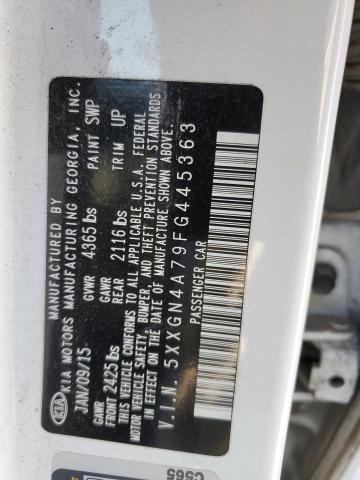 KIA
MANUFACTURED BY
KIA MOTORS MANUFACTURING GEORGIA, INC.
JAN/09/15 GVWR 4365 lbs PAINT SWP
GAWR GAWR
FRONT 2425 lbs REAR 2116 lbs TRIM UP
THIS VEHICLE CONFORMS TO ALL APPLICABLE U.S.A. FEDERAL
MOTOR VEHICLE SAFETY, BUMPER, AND THEFT PREVENTION STANDARDS
IN EFFECT ON THE DATE OF MANUFACTURE SHOWN ABOVE.
V.I.N. 5XXGN4A79FG445363
PASSENGER CAR
C565